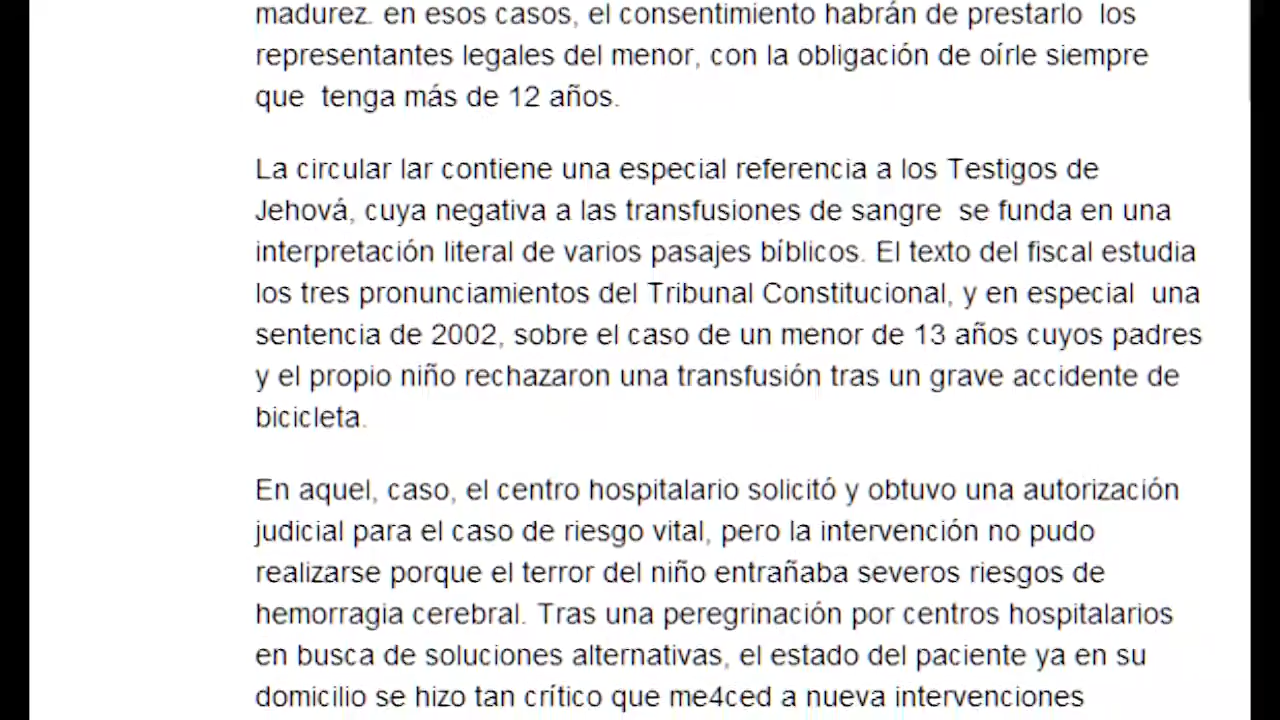 madurez. en esos casos, el consentimiento habrán de prestarlo  los
representantes legales del menor, con la obligación de oírle siempre
que  tenga más de 12 años.
La circular lar contiene una especial referencia a los Testigos de
Jehová, cuya negativa a las transfusiones de sangre  se funda en una
interpretación literal de varios pasajes bíblicos. El texto del fiscal estudia
los tres pronunciamientos del Tribunal Constitucional, y en especial  una
sentencia de 2002, sobre el caso de un menor de 13 años cuyos padres
y el propio niño rechazaron una transfusión tras un grave accidente de
bicicleta.
En aquel, caso, el centro hospitalario solicitó y obtuvo una autorización
judicial para el caso de riesgo vital, pero la intervención no pudo
realizarse porque el terror del niño entrañaba severos riesgos de
hemorragia cerebral. Tras una peregrinación por centros hospitalarios
en busca de soluciones alternativas, el estado del paciente ya en su
domicilio se hizo tan crítico que me4ced a nueva intervenciones